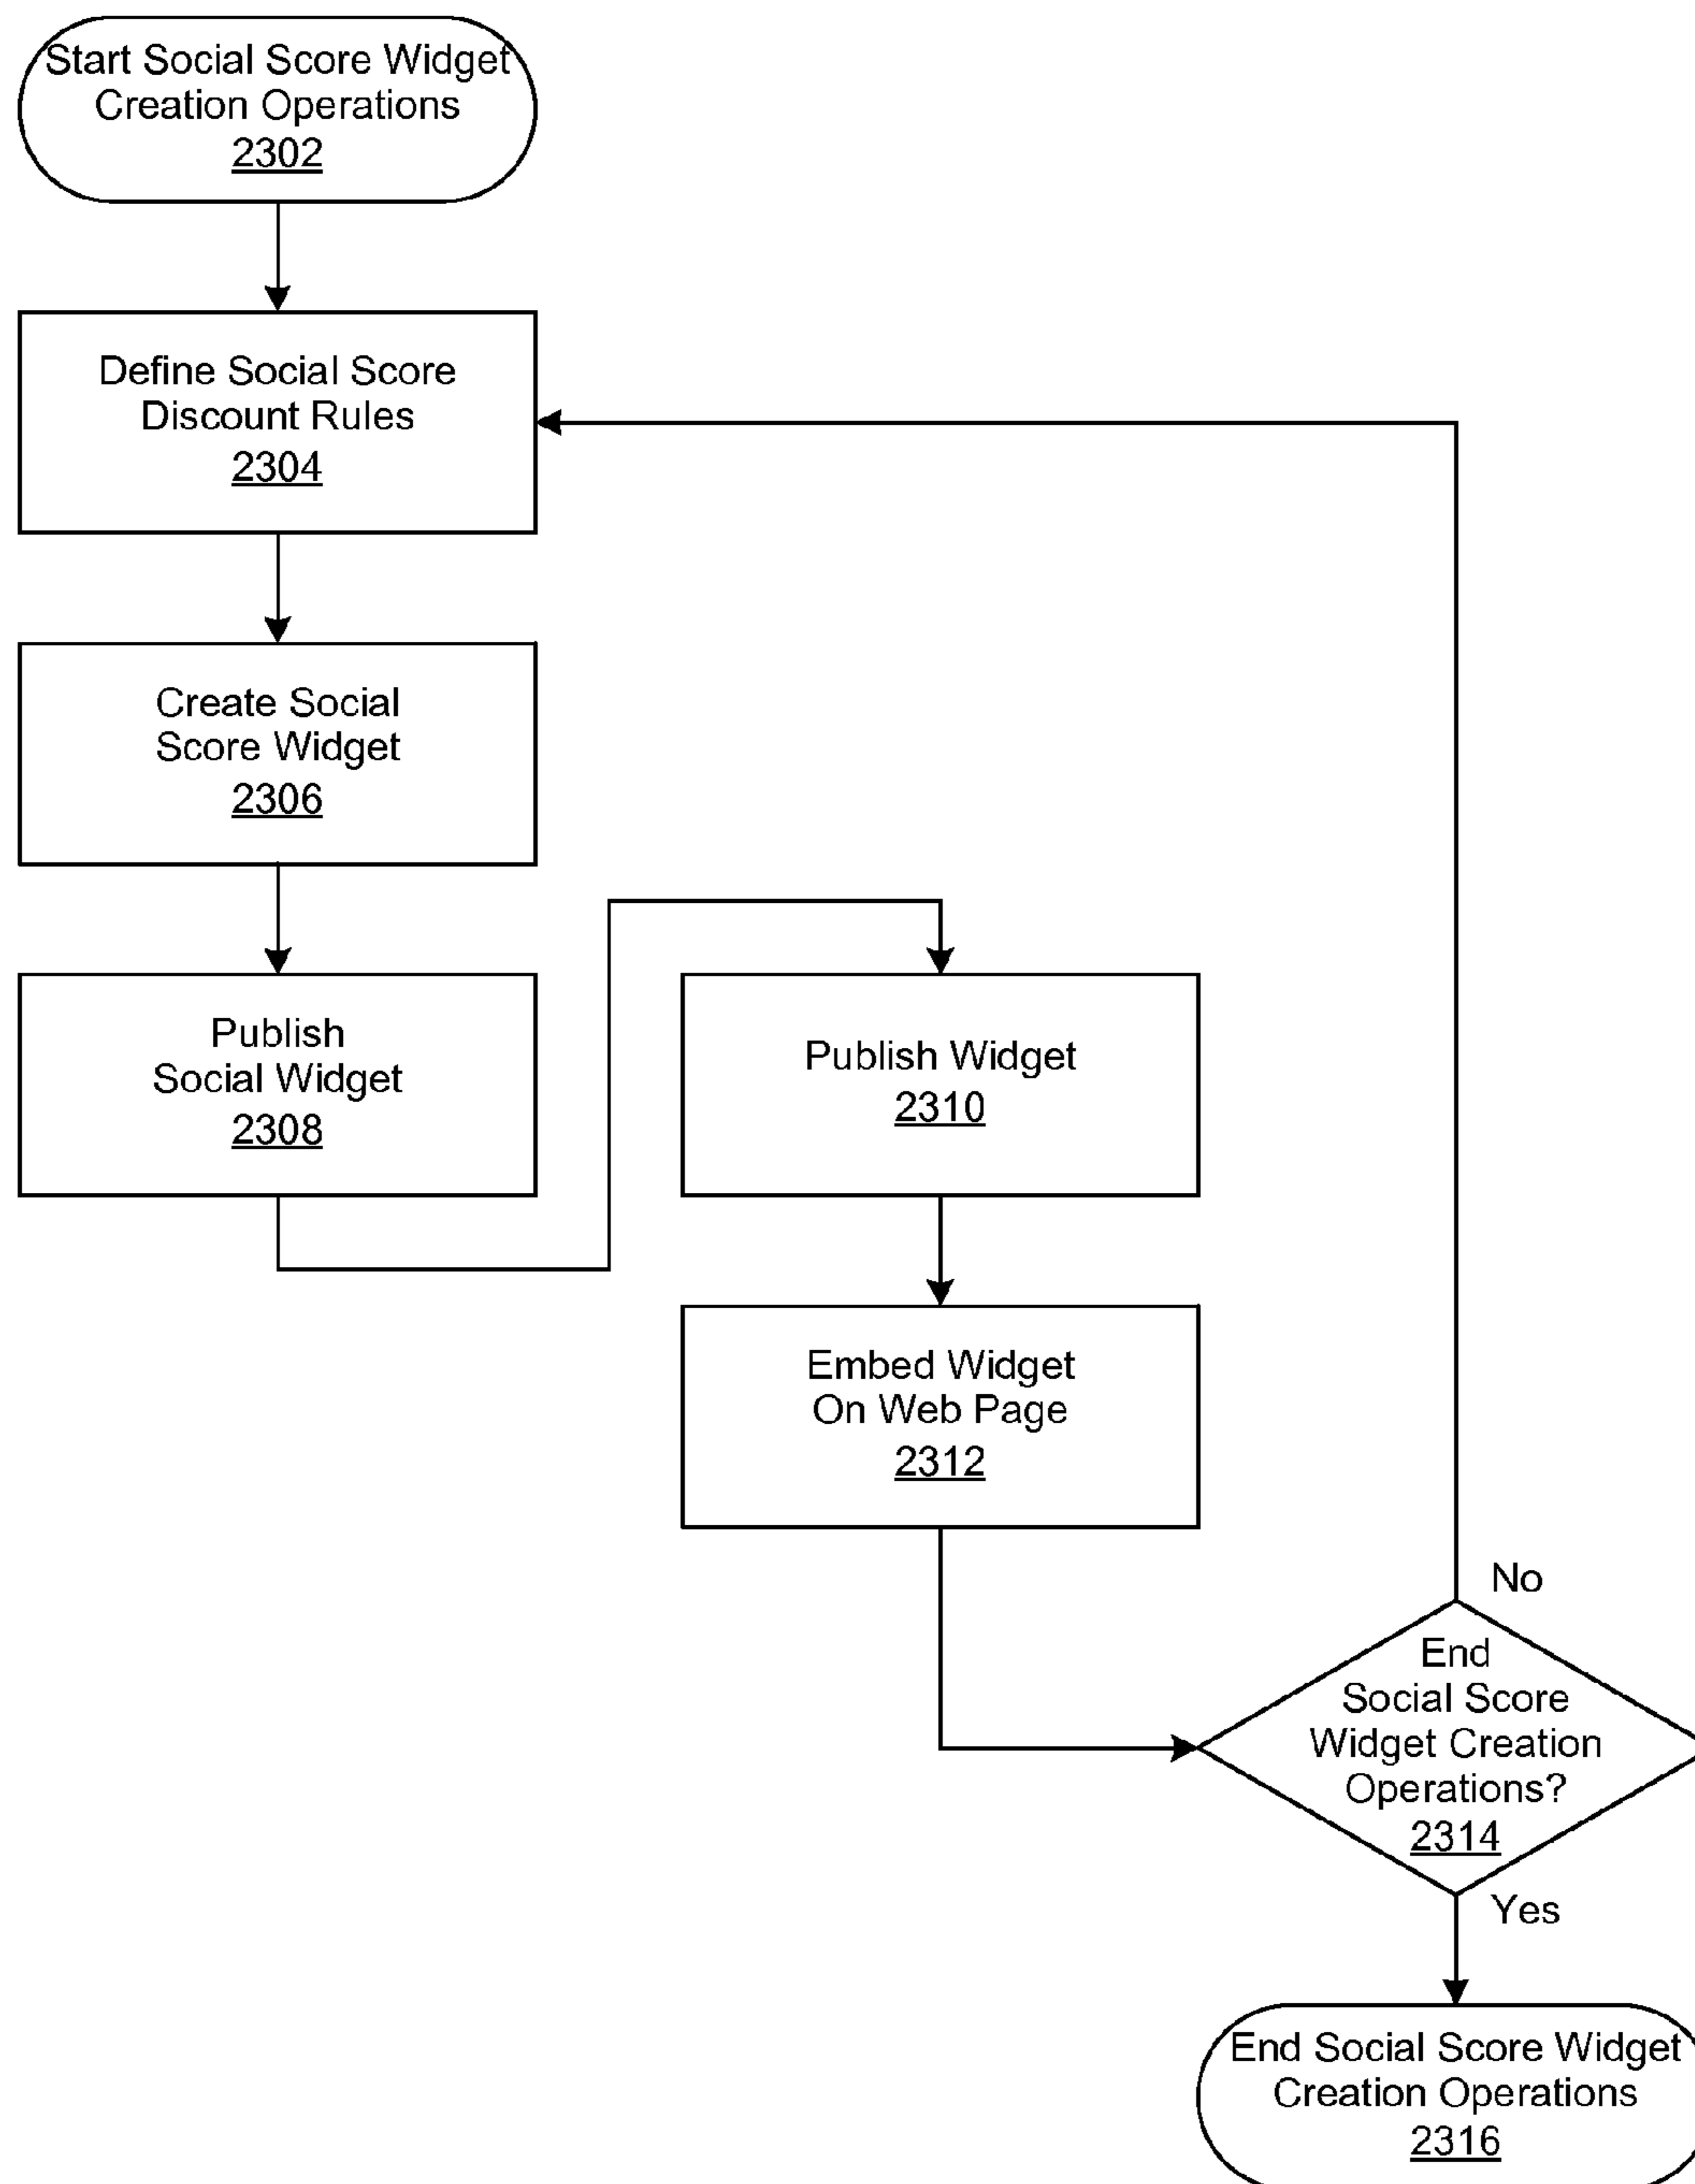 Start Social Score Widget
Creation Operations
2302
Define Social Score
Discount Rules
2304
Create Social
Score Widget
2306
Publish
Social Widget
2308
Publish Widget
2310
Embed Widget
On Web Page
2312
No
End
Social Score
Widget Creation
Operations?
2314
Yes
End Social Score Widget
Creation Operations
2316